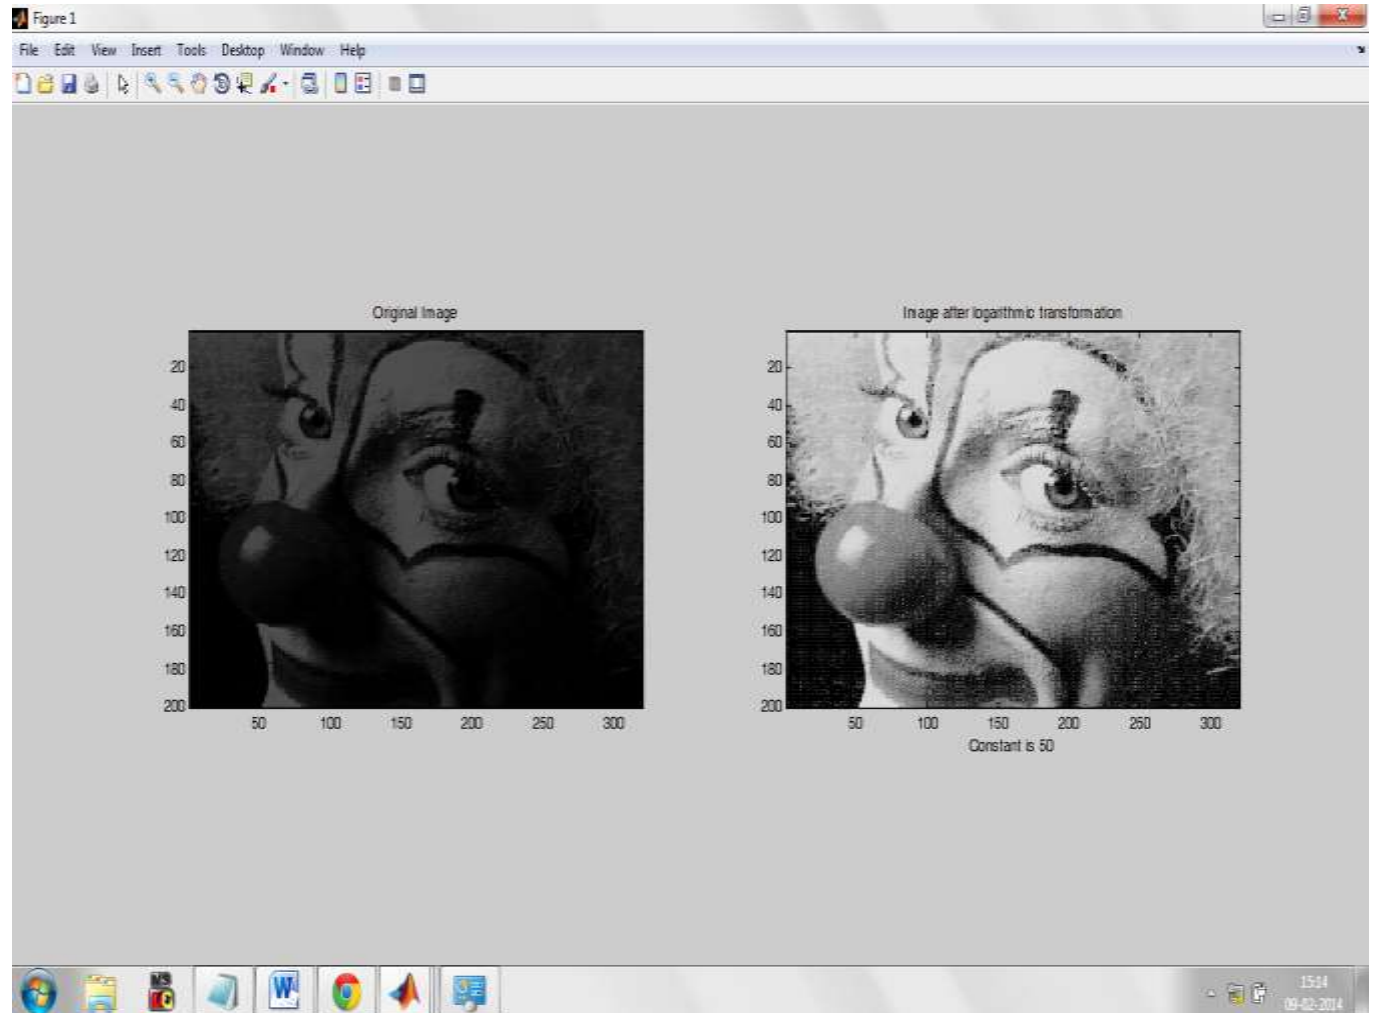 Figure 1
File Edit View Insert Tools Desktop Window Help
Original Image
20
40
60
80
100
120
140
160
180
200
50 100 150 200 250 300
Image after logarithmic transformation
20
40
60
80
100
120
140
160
180
200
50 100 150 200 250 300
Constant is 50
NS
W
15:14
09-02-2014